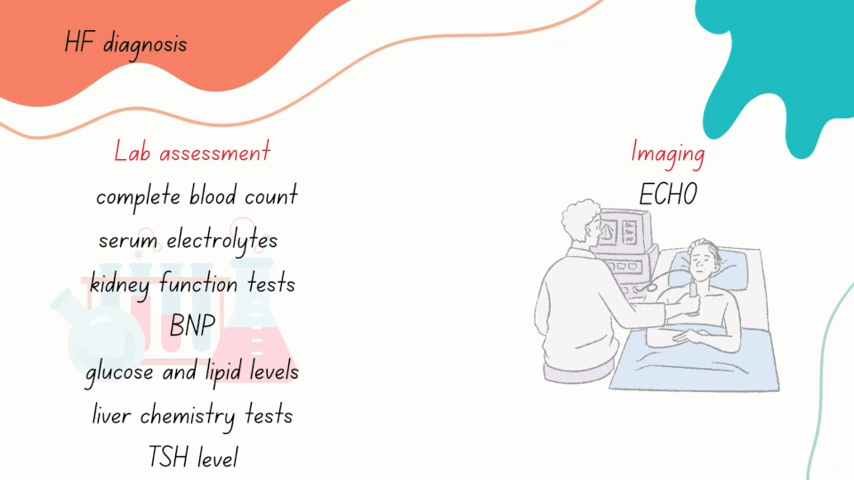 HF diagnosis
Lab assessment
complete blood count
serum electrolytes
kidney function tests
BNP
glucose and lipid levels
liver chemistry tests
TSH level
Imaging
ECHO